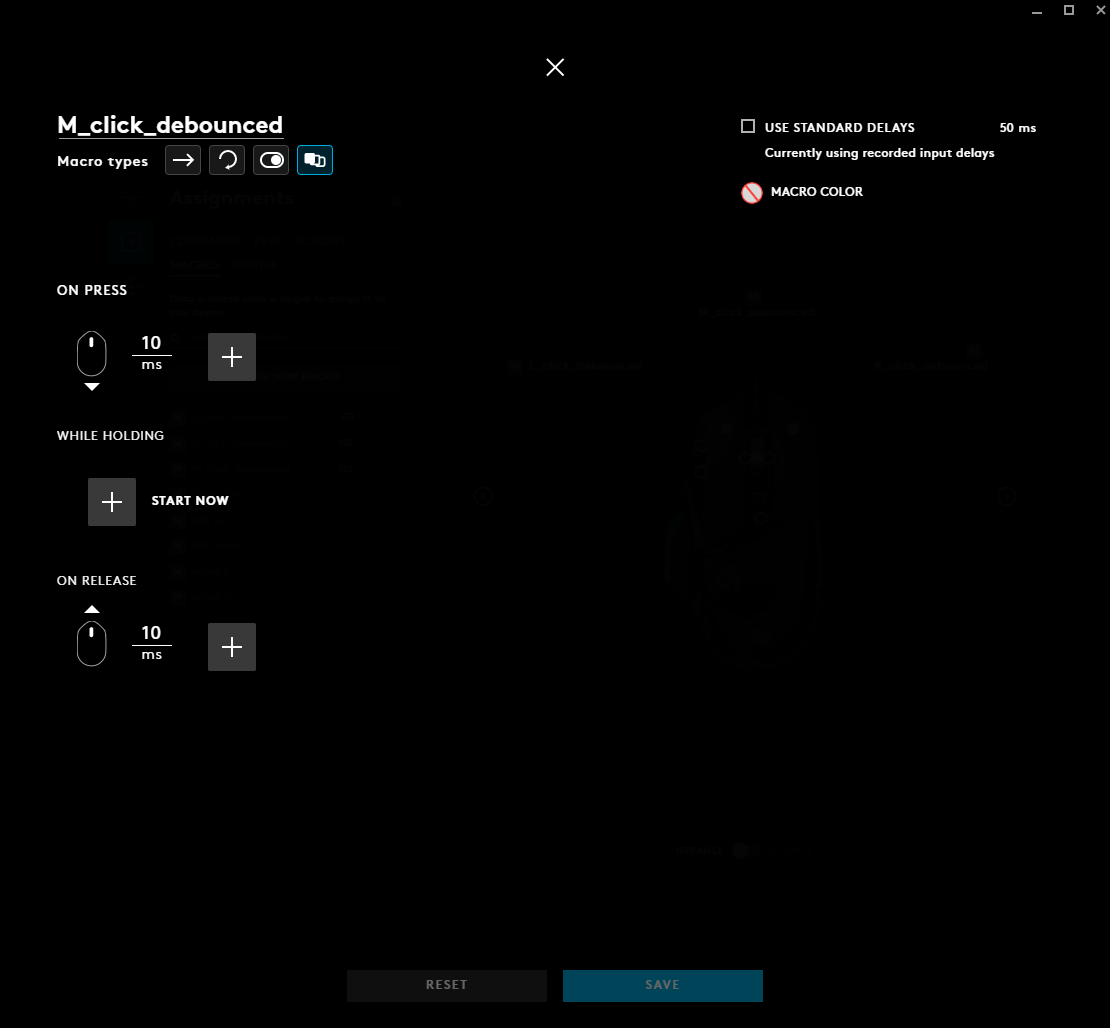 M_click_debounced
Macro types
USE STANDARD DELAYS 50 ms
Currently using recorded input delays
MACRO COLOR
Assignments
ON PRESS
10
ms
WHILE HOLDING
START NOW
ON RELEASE
10
ms
RESET
SAVE